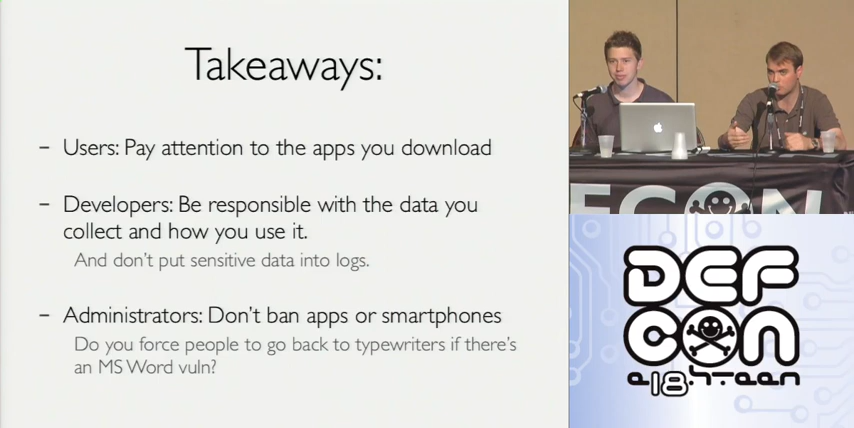 Takeaways:
– Users: Pay attention to the apps you download
– Developers: Be responsible with the data you
collect and how you use it.
And don't put sensitive data into logs.
– Administrators: Don't ban apps or smartphones
Do you force people to go back to typewriters if there's
an MS Word vuln?
DEF
CON
e18h-teen